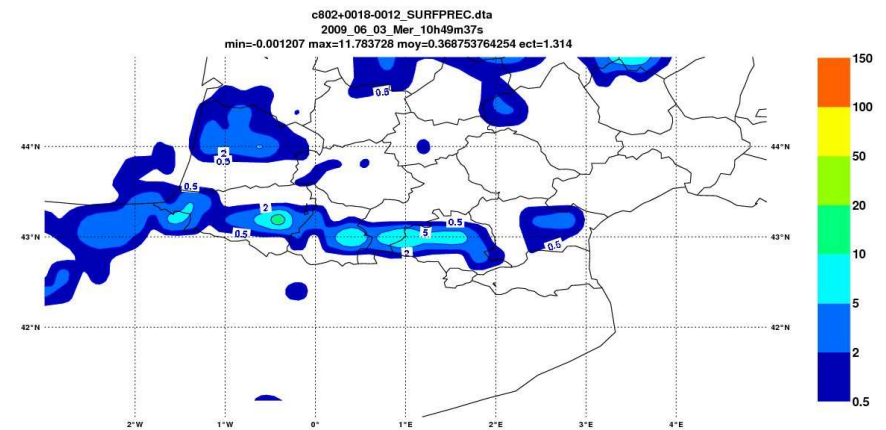 c802+0018-0012_SURFPREC.dta
2009_06_03_Mer_10h49m37s
min=-0.001207 max=11.783728 moy=0.368753764254 ect=1.314
150
0.5
100
44°N
44°N
2
0.5
50
0.5
2
20
0.5
0.5
5
43°N
43°N
2
0.5
10
5
42°N
42°N
2
0.5
2°W
1°W
0°
1°E
2°E
3°E
4°E